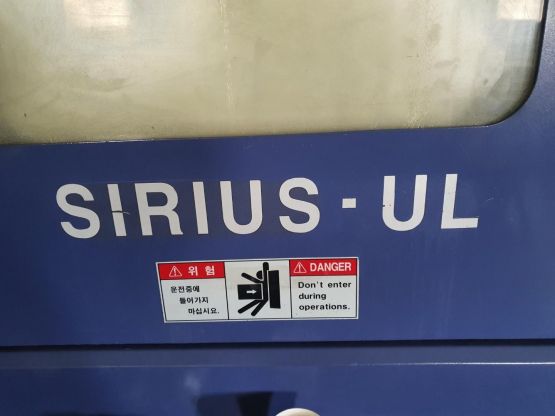 SIRIUS-UL
위 험
운전중에
들어가지
마십시요.
DANGER
Don't enter
during
operations.